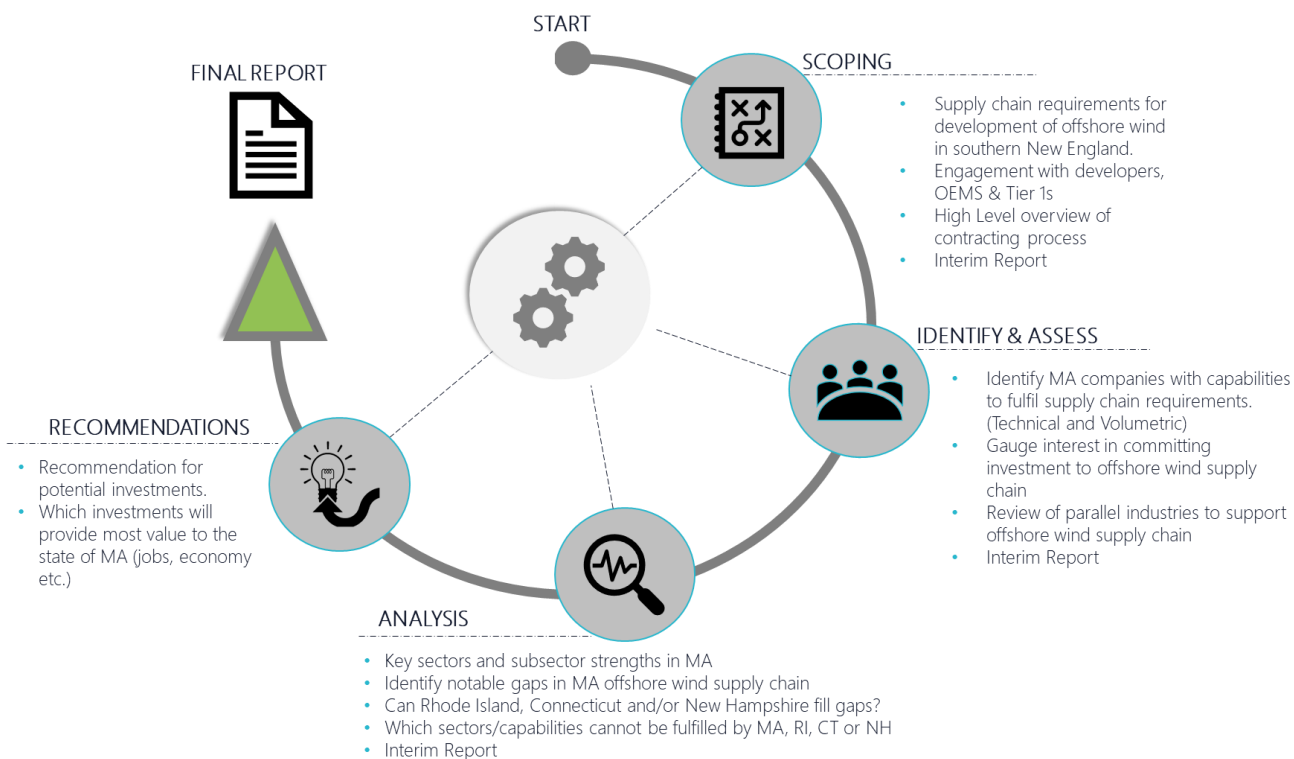 START
SCOPING
• Supply chain requirements for
development of offshore wind
in southern New England.
• Engagement with developers,
OEMS & Tier 1s
• High Level overview of
contracting process
• Interim Report
IDENTIFY & ASSESS
• Identify MA companies with capabilities
to fulfil supply chain requirements.
(Technical and Volumetric)
• Gauge interest in committing
investment to offshore wind supply
chain
• Review of parallel industries to support
offshore wind supply chain
• Interim Report
ANALYSIS
• Key sectors and subsector strengths in MA
• Identify notable gaps in MA offshore wind supply chain
• Can Rhode Island, Connecticut and/or New Hampshire fill gaps?
• Which sectors/capabilities cannot be fulfilled by MA, RI, CT or NH
• Interim Report
RECOMMENDATIONS
• Recommendation for
potential investments.
• Which investments will
provide most value to the
state of MA (jobs, economy
etc.)
FINAL REPORT